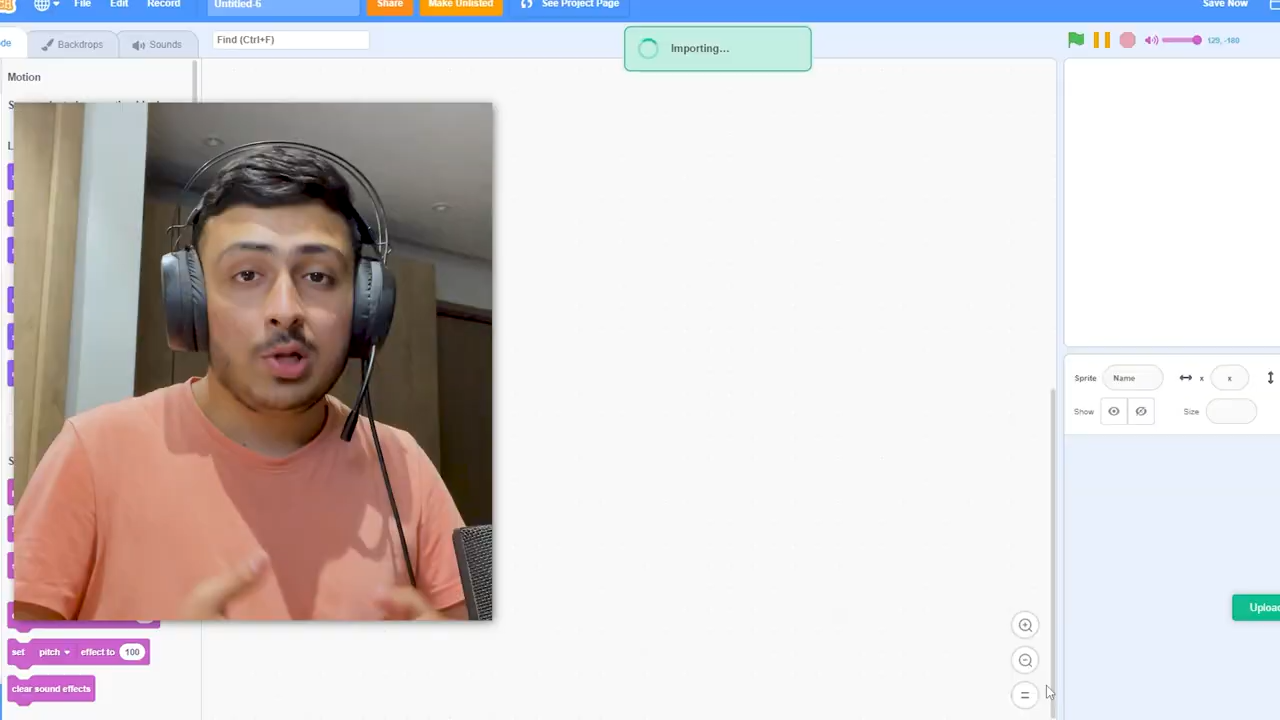 File Edit Record Untitled-6 Share Make Unlisted See Project Page Save Now
Backdrops Sounds Find (Ctrl+F)
Importing...
129, -180
Motion
Sprite Name x x
Show Size
Upload
set pitch effect to 100
clear sound effects